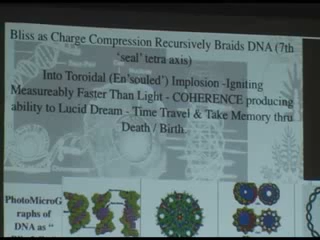 Bliss as Charge Compression Recursively Braids DNA (7th
'seal' tetra axis)
Into Toroidal (En'souled') Implosion -Igniting
Measureably Faster Than Light - COHERENCE producing
ability to Lucid Dream - Time Travel & Take Memory thru
Death / Birth
PhotoMicroG
raphs of
DNA as "